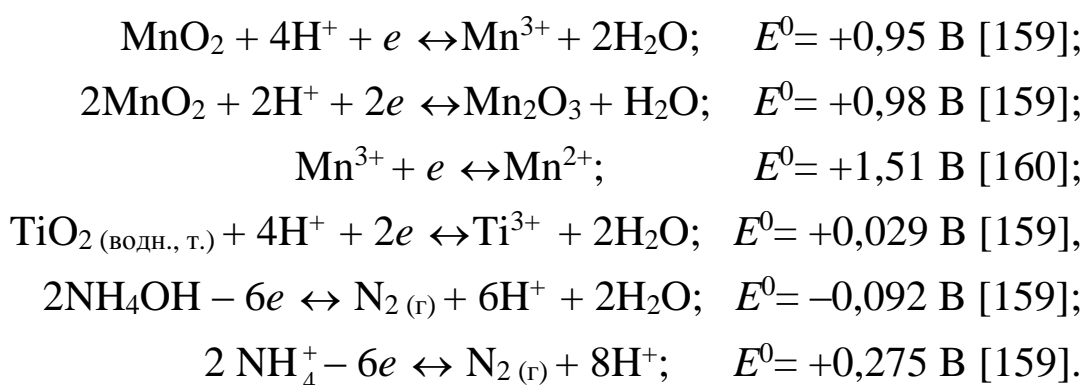 MnO₂ + 4H⁺ + e ↔Mn³⁺ + 2H₂O; E⁰= +0,95 В [159];
2MnO₂ + 2H⁺ + 2e ↔Mn₂O₃ + H₂O; E⁰= +0,98 В [159];
Mn³⁺ + e ↔Mn²⁺; E⁰= +1,51 В [160];
TiO₂ (водн., т.) + 4H⁺ + 2e ↔Ti³⁺ + 2H₂O; E⁰= +0,029 В [159],
2NH₄OH – 6e ↔ N₂ (г) + 6H⁺ + 2H₂O; E⁰= –0,092 В [159];
2 NH₄⁺ – 6e ↔ N₂ (г) + 8H⁺; E⁰= +0,275 В [159].